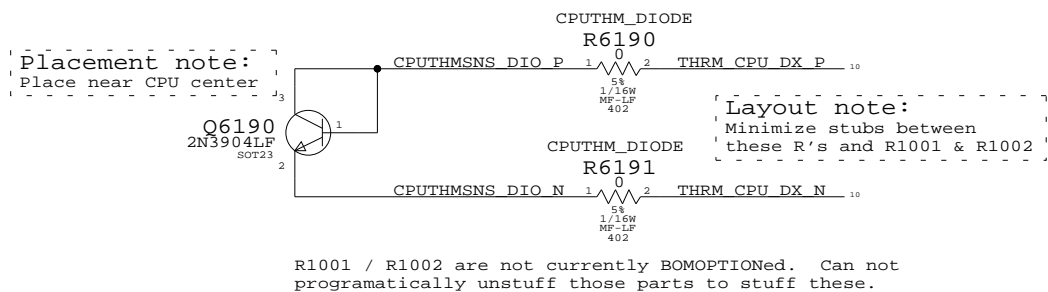 CPUTHM_DIODE
R6190
0
Placement note:
Place near CPU center
CPUTHMSNS_DIO_P
1
2
THRM_CPU_DX_P
10
5%
1/16W
MF-LF
402
3
Q6190
2N3904LF
SOT23
1
2
Layout note:
Minimize stubs between
these R's and R1001 & R1002
CPUTHM_DIODE
R6191
0
CPUTHMSNS_DIO_N
1
2
THRM_CPU_DX_N
10
5%
1/16W
MF-LF
402
R1001 / R1002 are not currently BOMOPTIONed.  Can not
programatically unstuff those parts to stuff these.